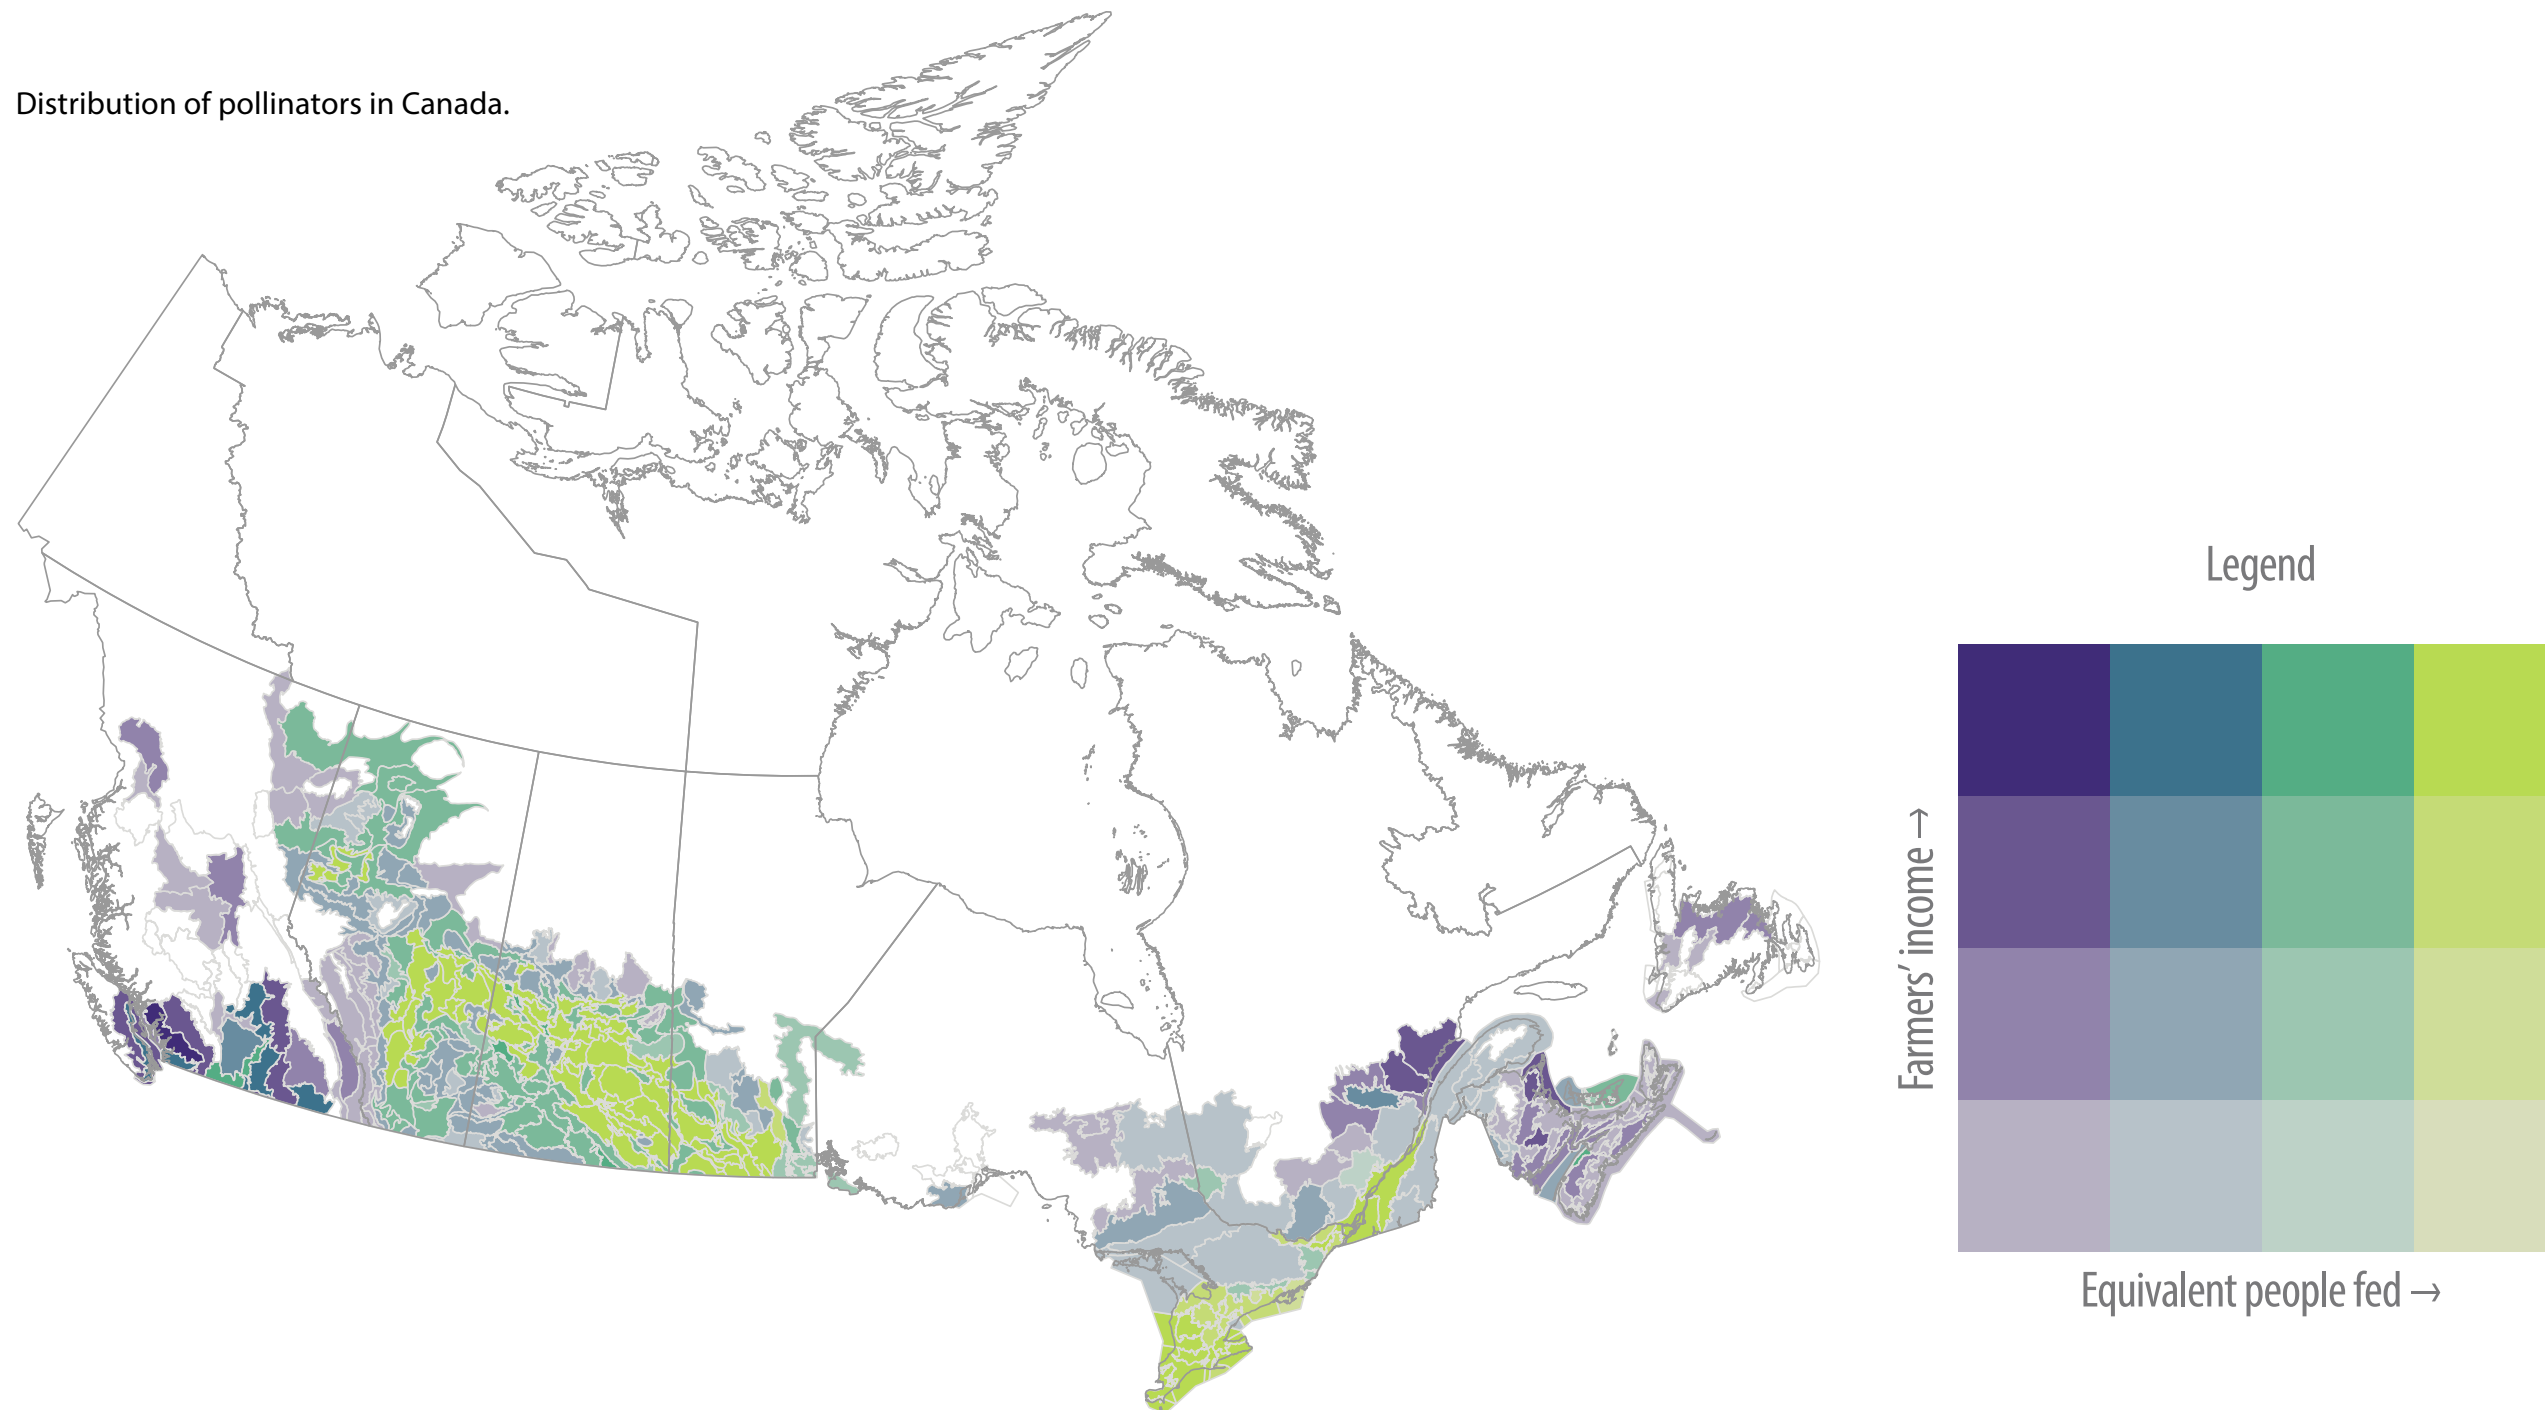 Distribution of pollinators in Canada.
Legend
Farmers’ income →
Equivalent people fed →